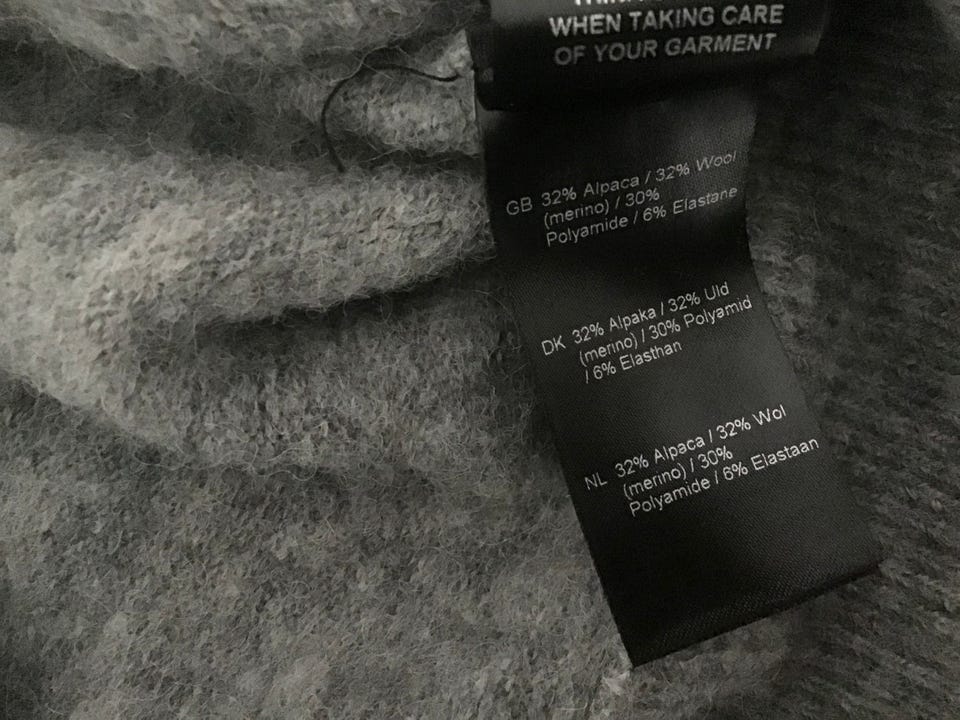 WHEN TAKING CARE
OF YOUR GARMENT
GB 32% Alpaca / 32% Wool
(merino) / 30%
Polyamide / 6% Elastane
DK 32% Alpaka / 32% Uld
(merino) / 30% Polyamid
/ 6% Elasthan
NL 32% Alpaca / 32% Wol
(merino) / 30%
Polyamide / 6% Elastaan